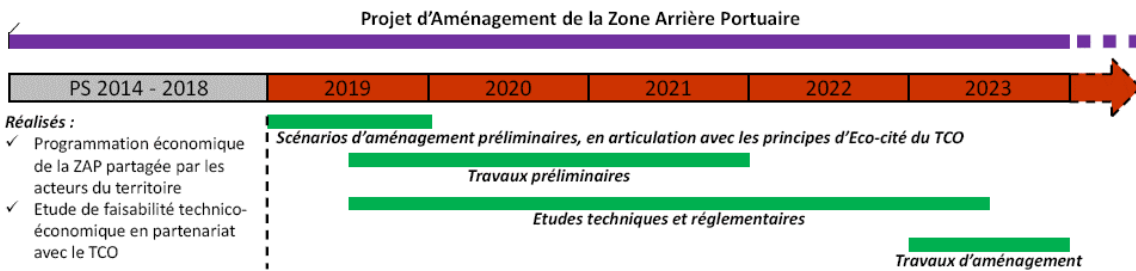 Projet d’Aménagement de la Zone Arrière Portuaire
PS 2014 - 2018
2019
2020
2021
2022
2023
Réalisés :
✓ Programmation économique
de la ZAP partagée par les
acteurs du territoire
✓ Etude de faisabilité technico-
économique en partenariat
avec le TCO
Scénarios d’aménagement préliminaires, en articulation avec les principes d’Eco-cité du TCO
Travaux préliminaires
Etudes techniques et réglementaires
Travaux d’aménagement